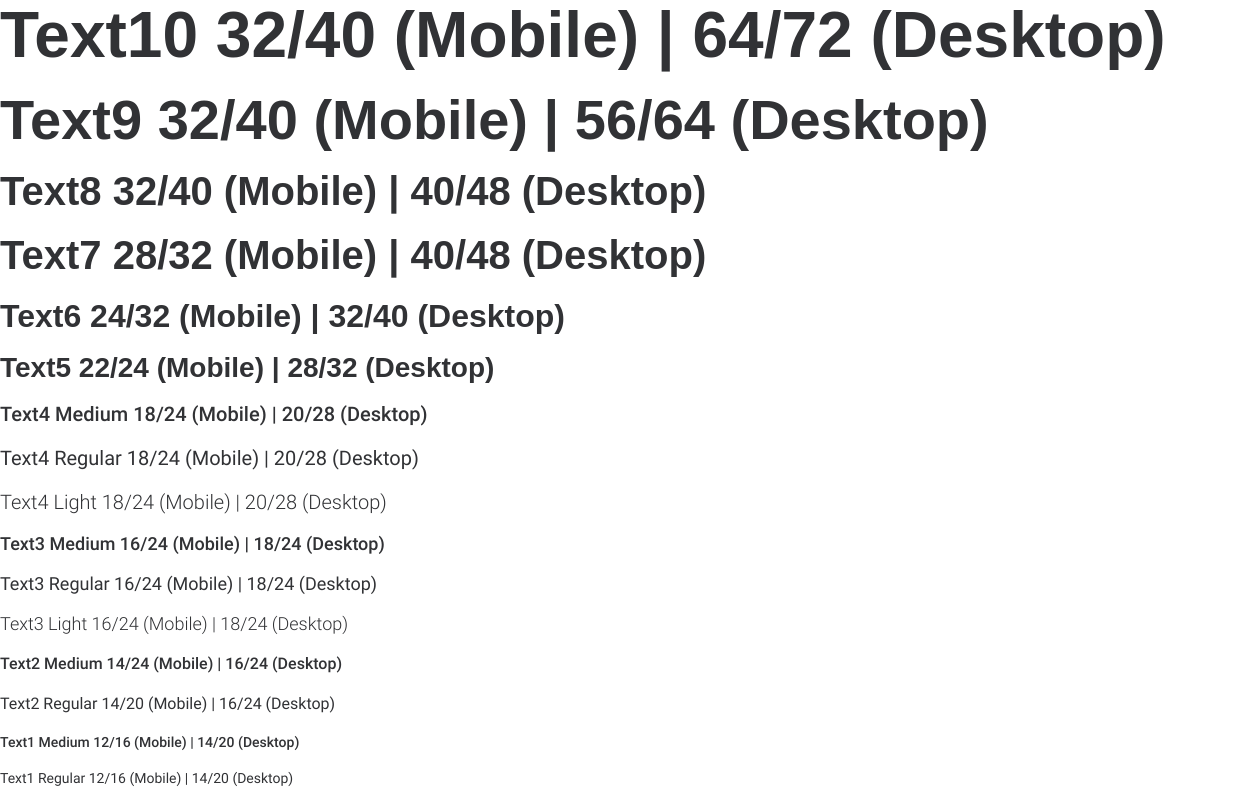 Text10 32/40 (Mobile) | 64/72 (Desktop)
Text9 32/40 (Mobile) | 56/64 (Desktop)
Text8 32/40 (Mobile) | 40/48 (Desktop)
Text7 28/32 (Mobile) | 40/48 (Desktop)
Text6 24/32 (Mobile) | 32/40 (Desktop)
Text5 22/24 (Mobile) | 28/32 (Desktop)
Text4 Medium 18/24 (Mobile) | 20/28 (Desktop)
Text4 Regular 18/24 (Mobile) | 20/28 (Desktop)
Text4 Light 18/24 (Mobile) | 20/28 (Desktop)
Text3 Medium 16/24 (Mobile) | 18/24 (Desktop)
Text3 Regular 16/24 (Mobile) | 18/24 (Desktop)
Text3 Light 16/24 (Mobile) | 18/24 (Desktop)
Text2 Medium 14/24 (Mobile) | 16/24 (Desktop)
Text2 Regular 14/20 (Mobile) | 16/24 (Desktop)
Text1 Medium 12/16 (Mobile) | 14/20 (Desktop)
Text1 Regular 12/16 (Mobile) | 14/20 (Desktop)